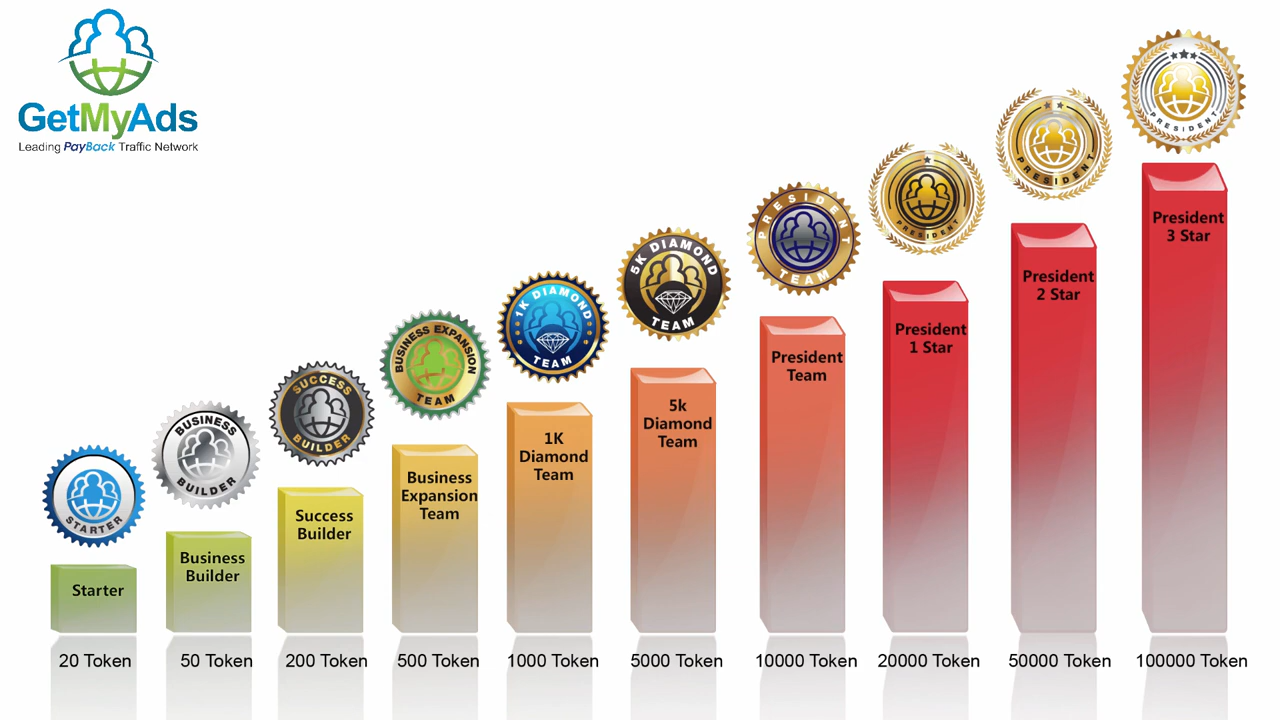 GetMyAds
Leading PayBack Traffic Network
STARTER
Starter
20 Token
BUSINESS
BUILDER
Business
Builder
50 Token
SUCCESS
BUILDER
Success
Builder
200 Token
BUSINESS EXPANSION
TEAM
Business
Expansion
Team
500 Token
1K DIAMOND
TEAM
1K
Diamond
Team
1000 Token
5K DIAMOND
TEAM
5k
Diamond
Team
5000 Token
PRESIDENT
TEAM
President
Team
10000 Token
PRESIDENT
President
1 Star
20000 Token
PRESIDENT
President
2 Star
50000 Token
PRESIDENT
President
3 Star
100000 Token